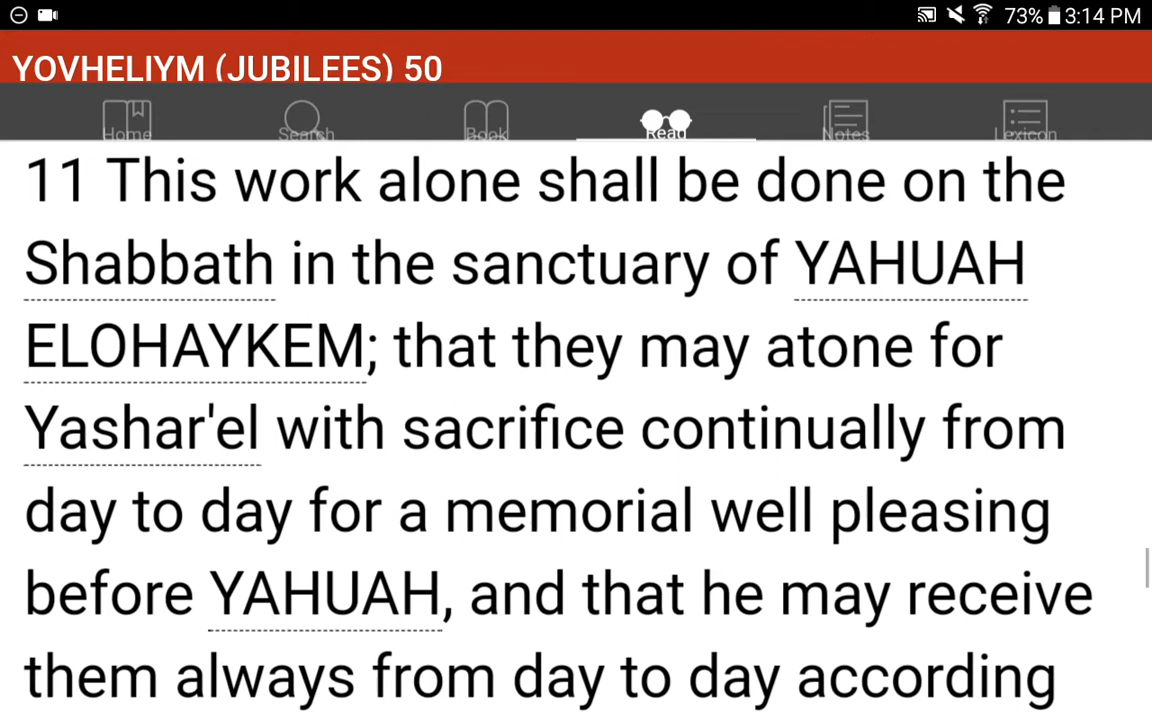 73% 3:14 PM
YOVHELIYM (JUBILEES) 50
Home Search Book Read Notes Lexicon
11 This work alone shall be done on the
Shabbath in the sanctuary of YAHUAH
ELOHAYKEM; that they may atone for
Yashar'el with sacrifice continually from
day to day for a memorial well pleasing
before YAHUAH, and that he may receive
them always from day to day according